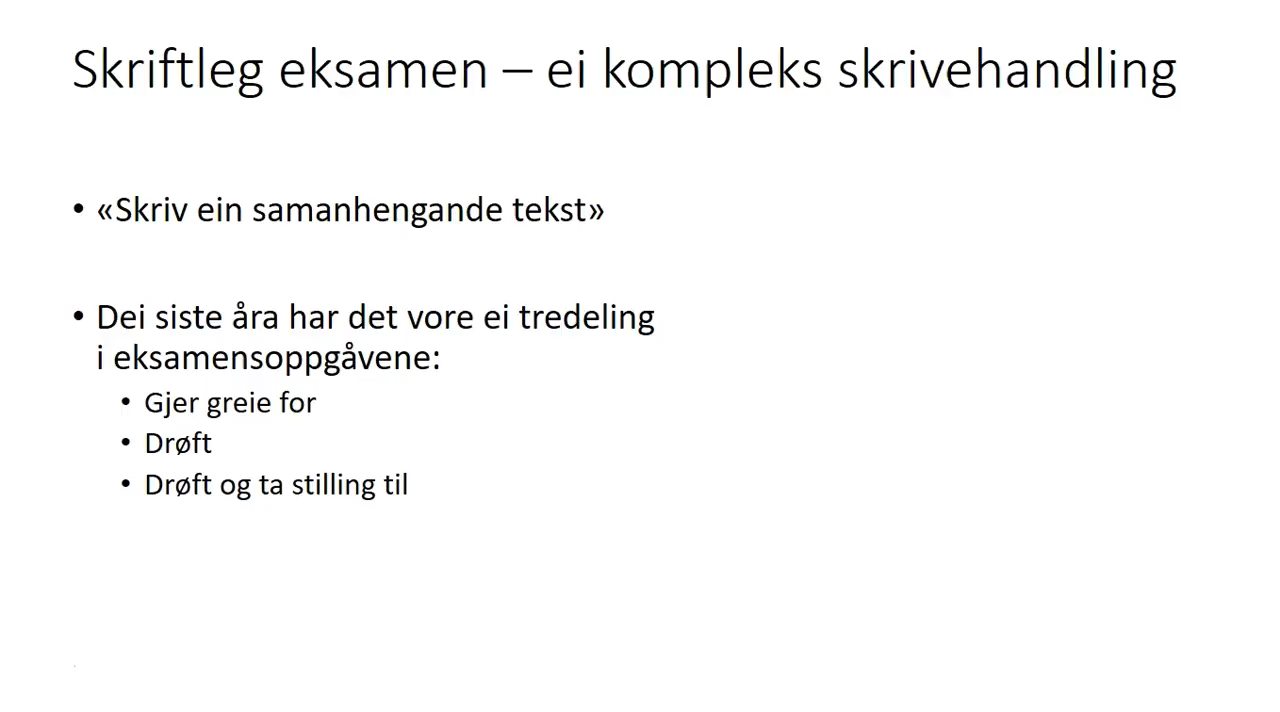 Skriftleg eksamen – ei kompleks skrivehandling
• «Skriv ein samanhengande tekst»
• Dei siste åra har det vore ei tredeling
i eksamensoppgåvene:
• Gjer greie for
• Drøft
• Drøft og ta stilling til